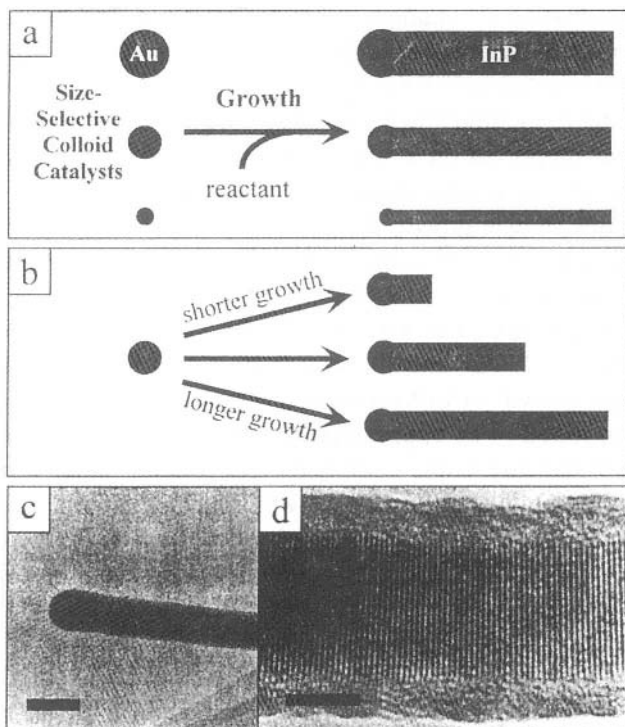 a
Au
InP
Size-
Selective
Colloid
Catalysts
Growth
reactant
b
shorter growth
longer growth
c
d